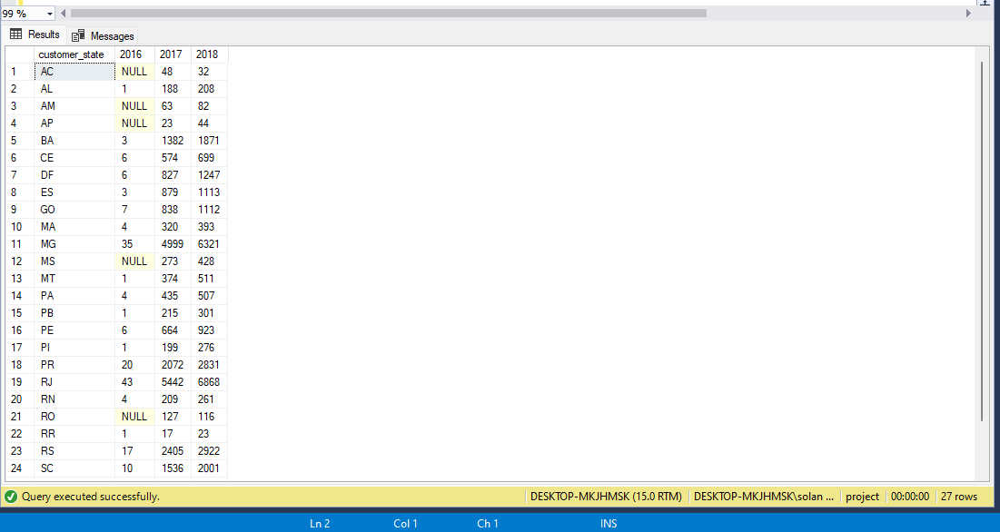 99 %
Results Messages
customer_state 2016 2017 2018
1 AC NULL 48 32
2 AL 1 188 208
3 AM NULL 63 82
4 AP NULL 23 44
5 BA 3 1382 1871
6 CE 6 574 699
7 DF 6 827 1247
8 ES 3 879 1113
9 GO 7 838 1112
10 MA 4 320 393
11 MG 35 4999 6321
12 MS NULL 273 428
13 MT 1 374 511
14 PA 4 435 507
15 PB 1 215 301
16 PE 6 664 923
17 PI 1 199 276
18 PR 20 2072 2831
19 RJ 43 5442 6868
20 RN 4 209 261
21 RO NULL 127 116
22 RR 1 17 23
23 RS 17 2405 2922
24 SC 10 1536 2001
Query executed successfully. DESKTOP-MKJHMSK (15.0 RTM) DESKTOP-MKJHMSK\solan ... project 00:00:00 27 rows
Ln 2 Col 1 Ch 1 INS